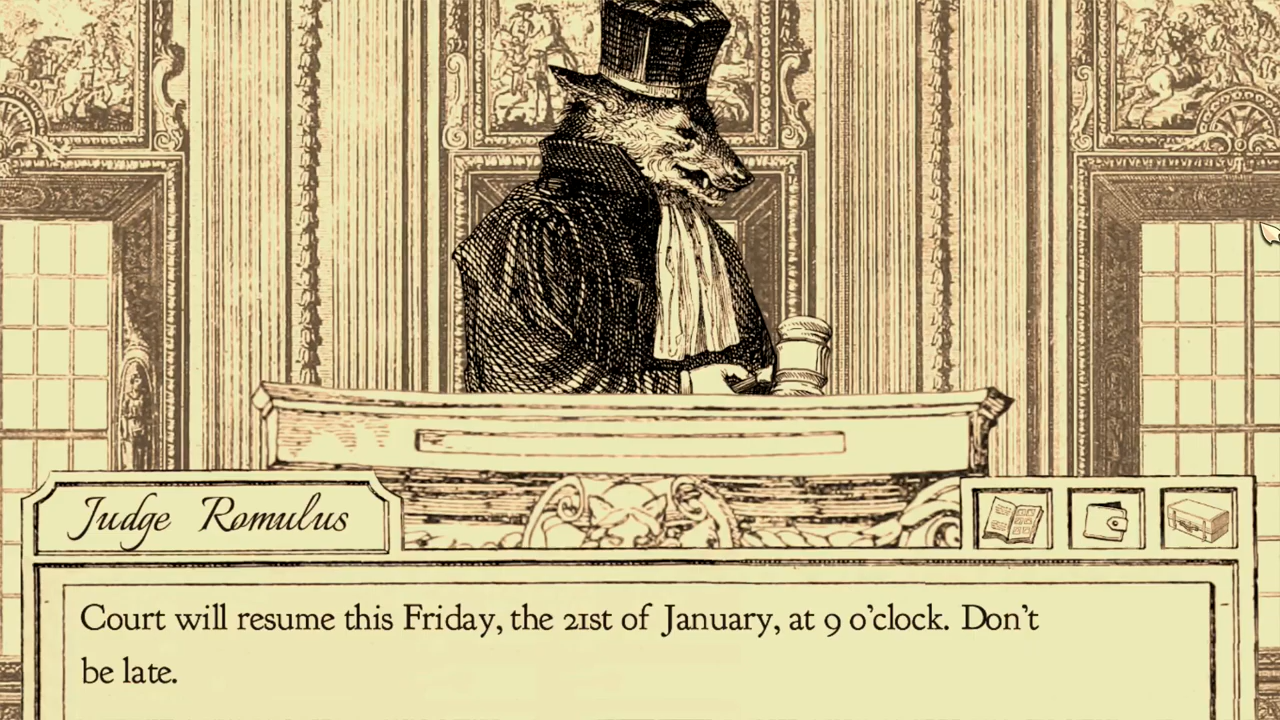 Judge Romulus
Court will resume this Friday, the 21st of January, at 9 o'clock. Don't
be late.